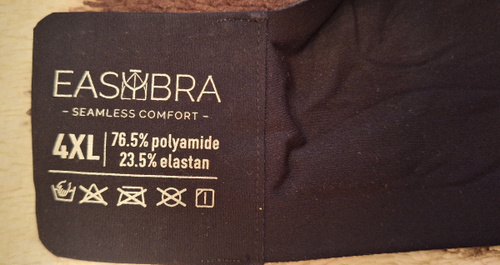 EASYBRA
- SEAMLESS COMFORT -
4XL
76.5% polyamide
23.5% elastan